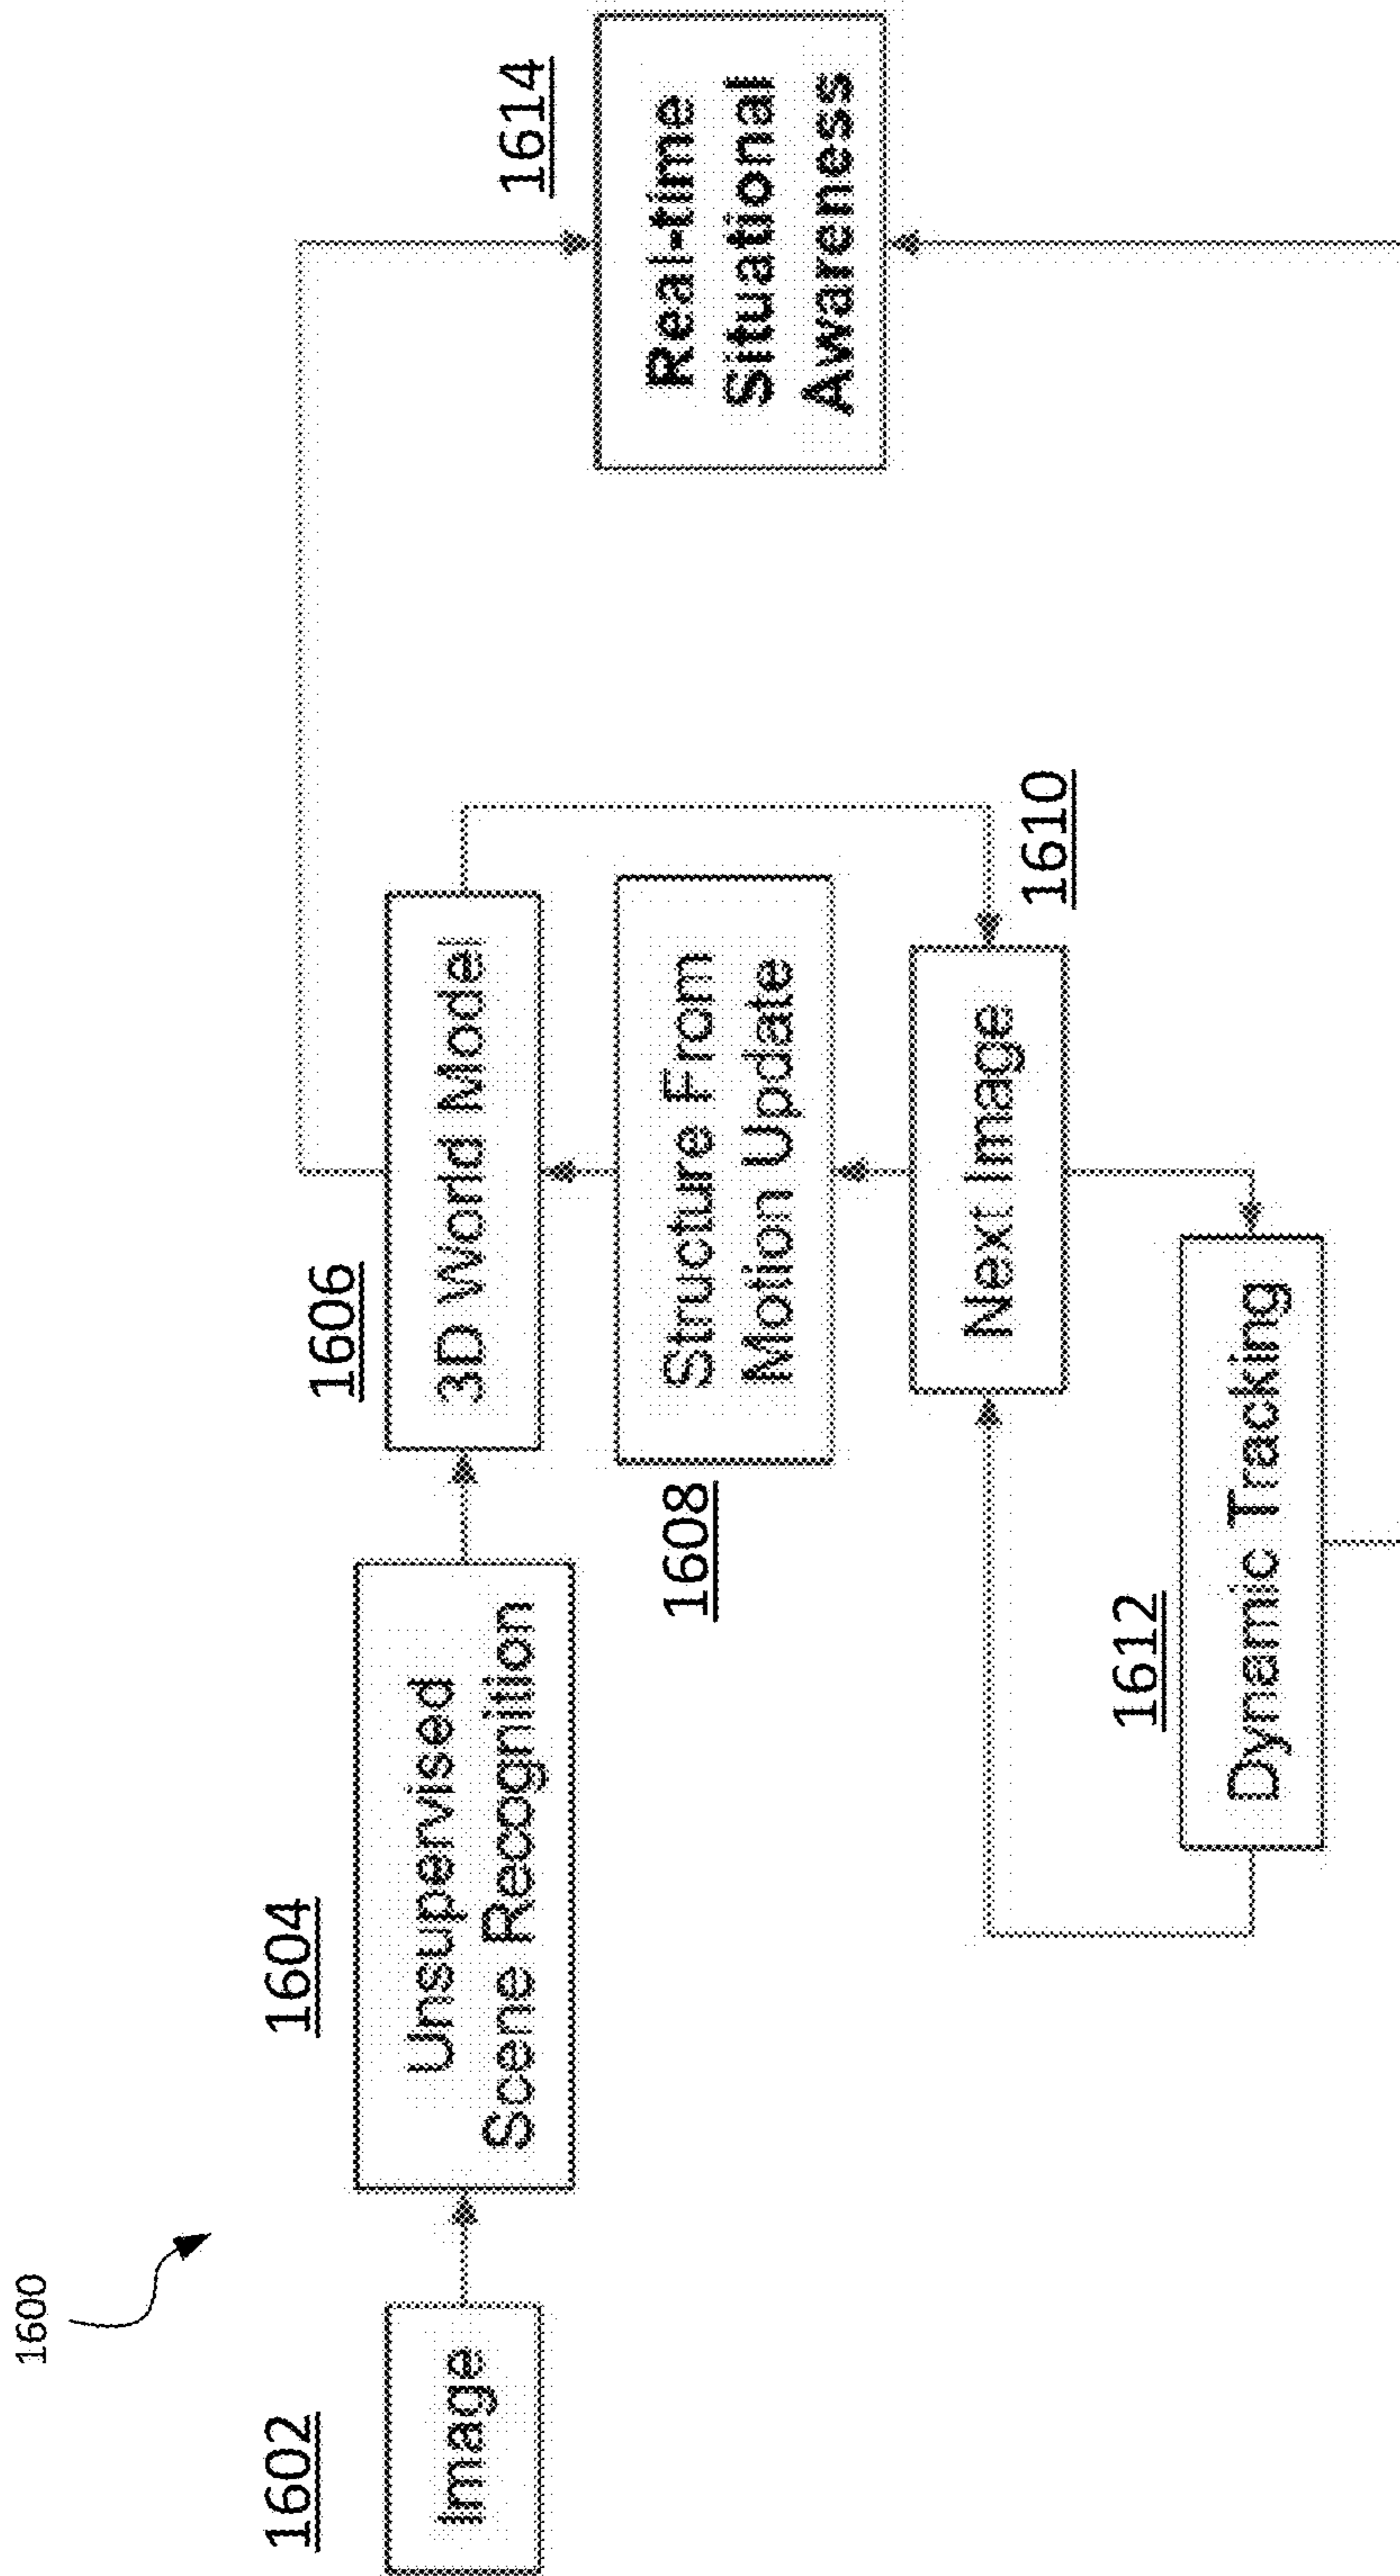 1600
1602
Image
1604
Unsupervised
Scene Recognition
1606
3D World Model
1608
Structure From
Motion Update
1610
Next Image
1612
Dynamic Tracking
1614
Real-time
Situational
Awareness